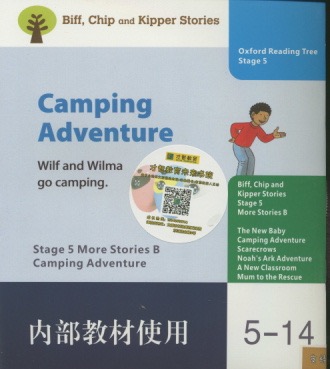 Biff, Chip and Kipper Stories
Oxford Reading Tree
Stage 5
Camping
Adventure
Wilf and Wilma
go camping.
Biff, Chip and
Kipper Stories
Stage 5
More Stories B
The New Baby
Camping Adventure
Scarecrows
Noah's Ark Adventure
A New Classroom
Mum to the Rescue
Stage 5 More Stories B
Camping Adventure
内部教材使用
5-14